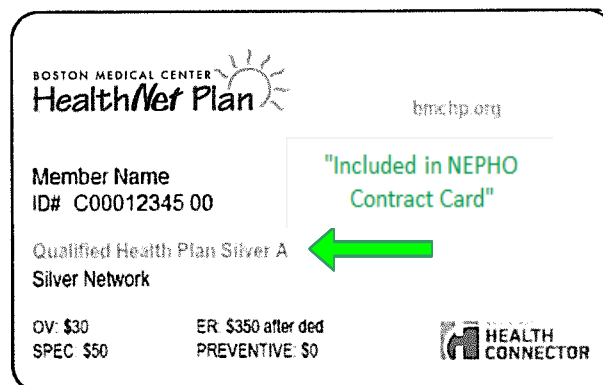 BOSTON MEDICAL CENTER
HealthNet Plan
bmchp.org
"Included in NEPHO
Contract Card"
Member Name
ID# C00012345 00
Qualified Health Plan Silver A
Silver Network
OV: $30 ER: $350 after ded
SPEC: $50 PREVENTIVE: $0
HEALTH
CONNECTOR